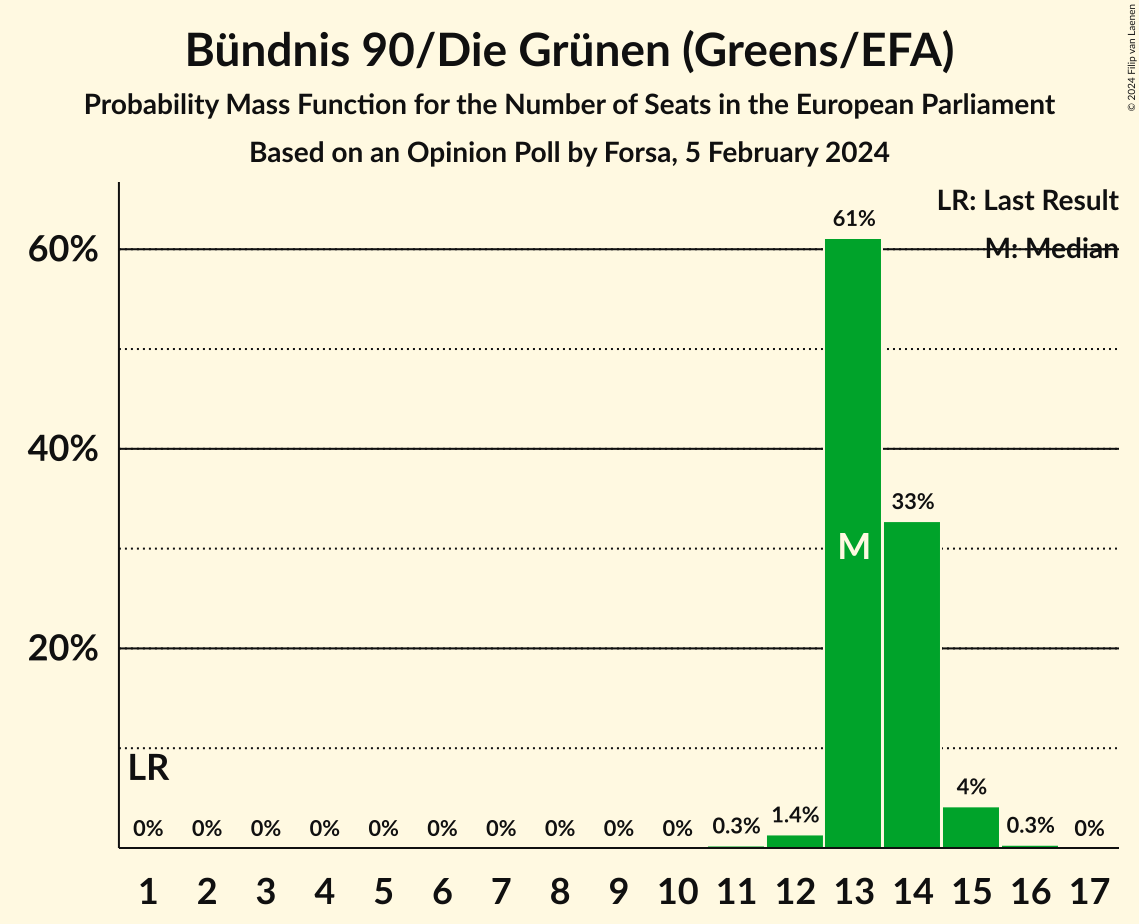 Bündnis 90/Die Grünen (Greens/EFA)
Probability Mass Function for the Number of Seats in the European Parliament
Based on an Opinion Poll by Forsa, 5 February 2024
© 2024 Filip van Laenen
LR: Last Result
M: Median
60%
40%
20%
61%
33%
M
LR
0% 0% 0% 0% 0% 0% 0% 0% 0% 0% 0.3% 1.4% 4% 0.3% 0%
1 2 3 4 5 6 7 8 9 10 11 12 13 14 15 16 17